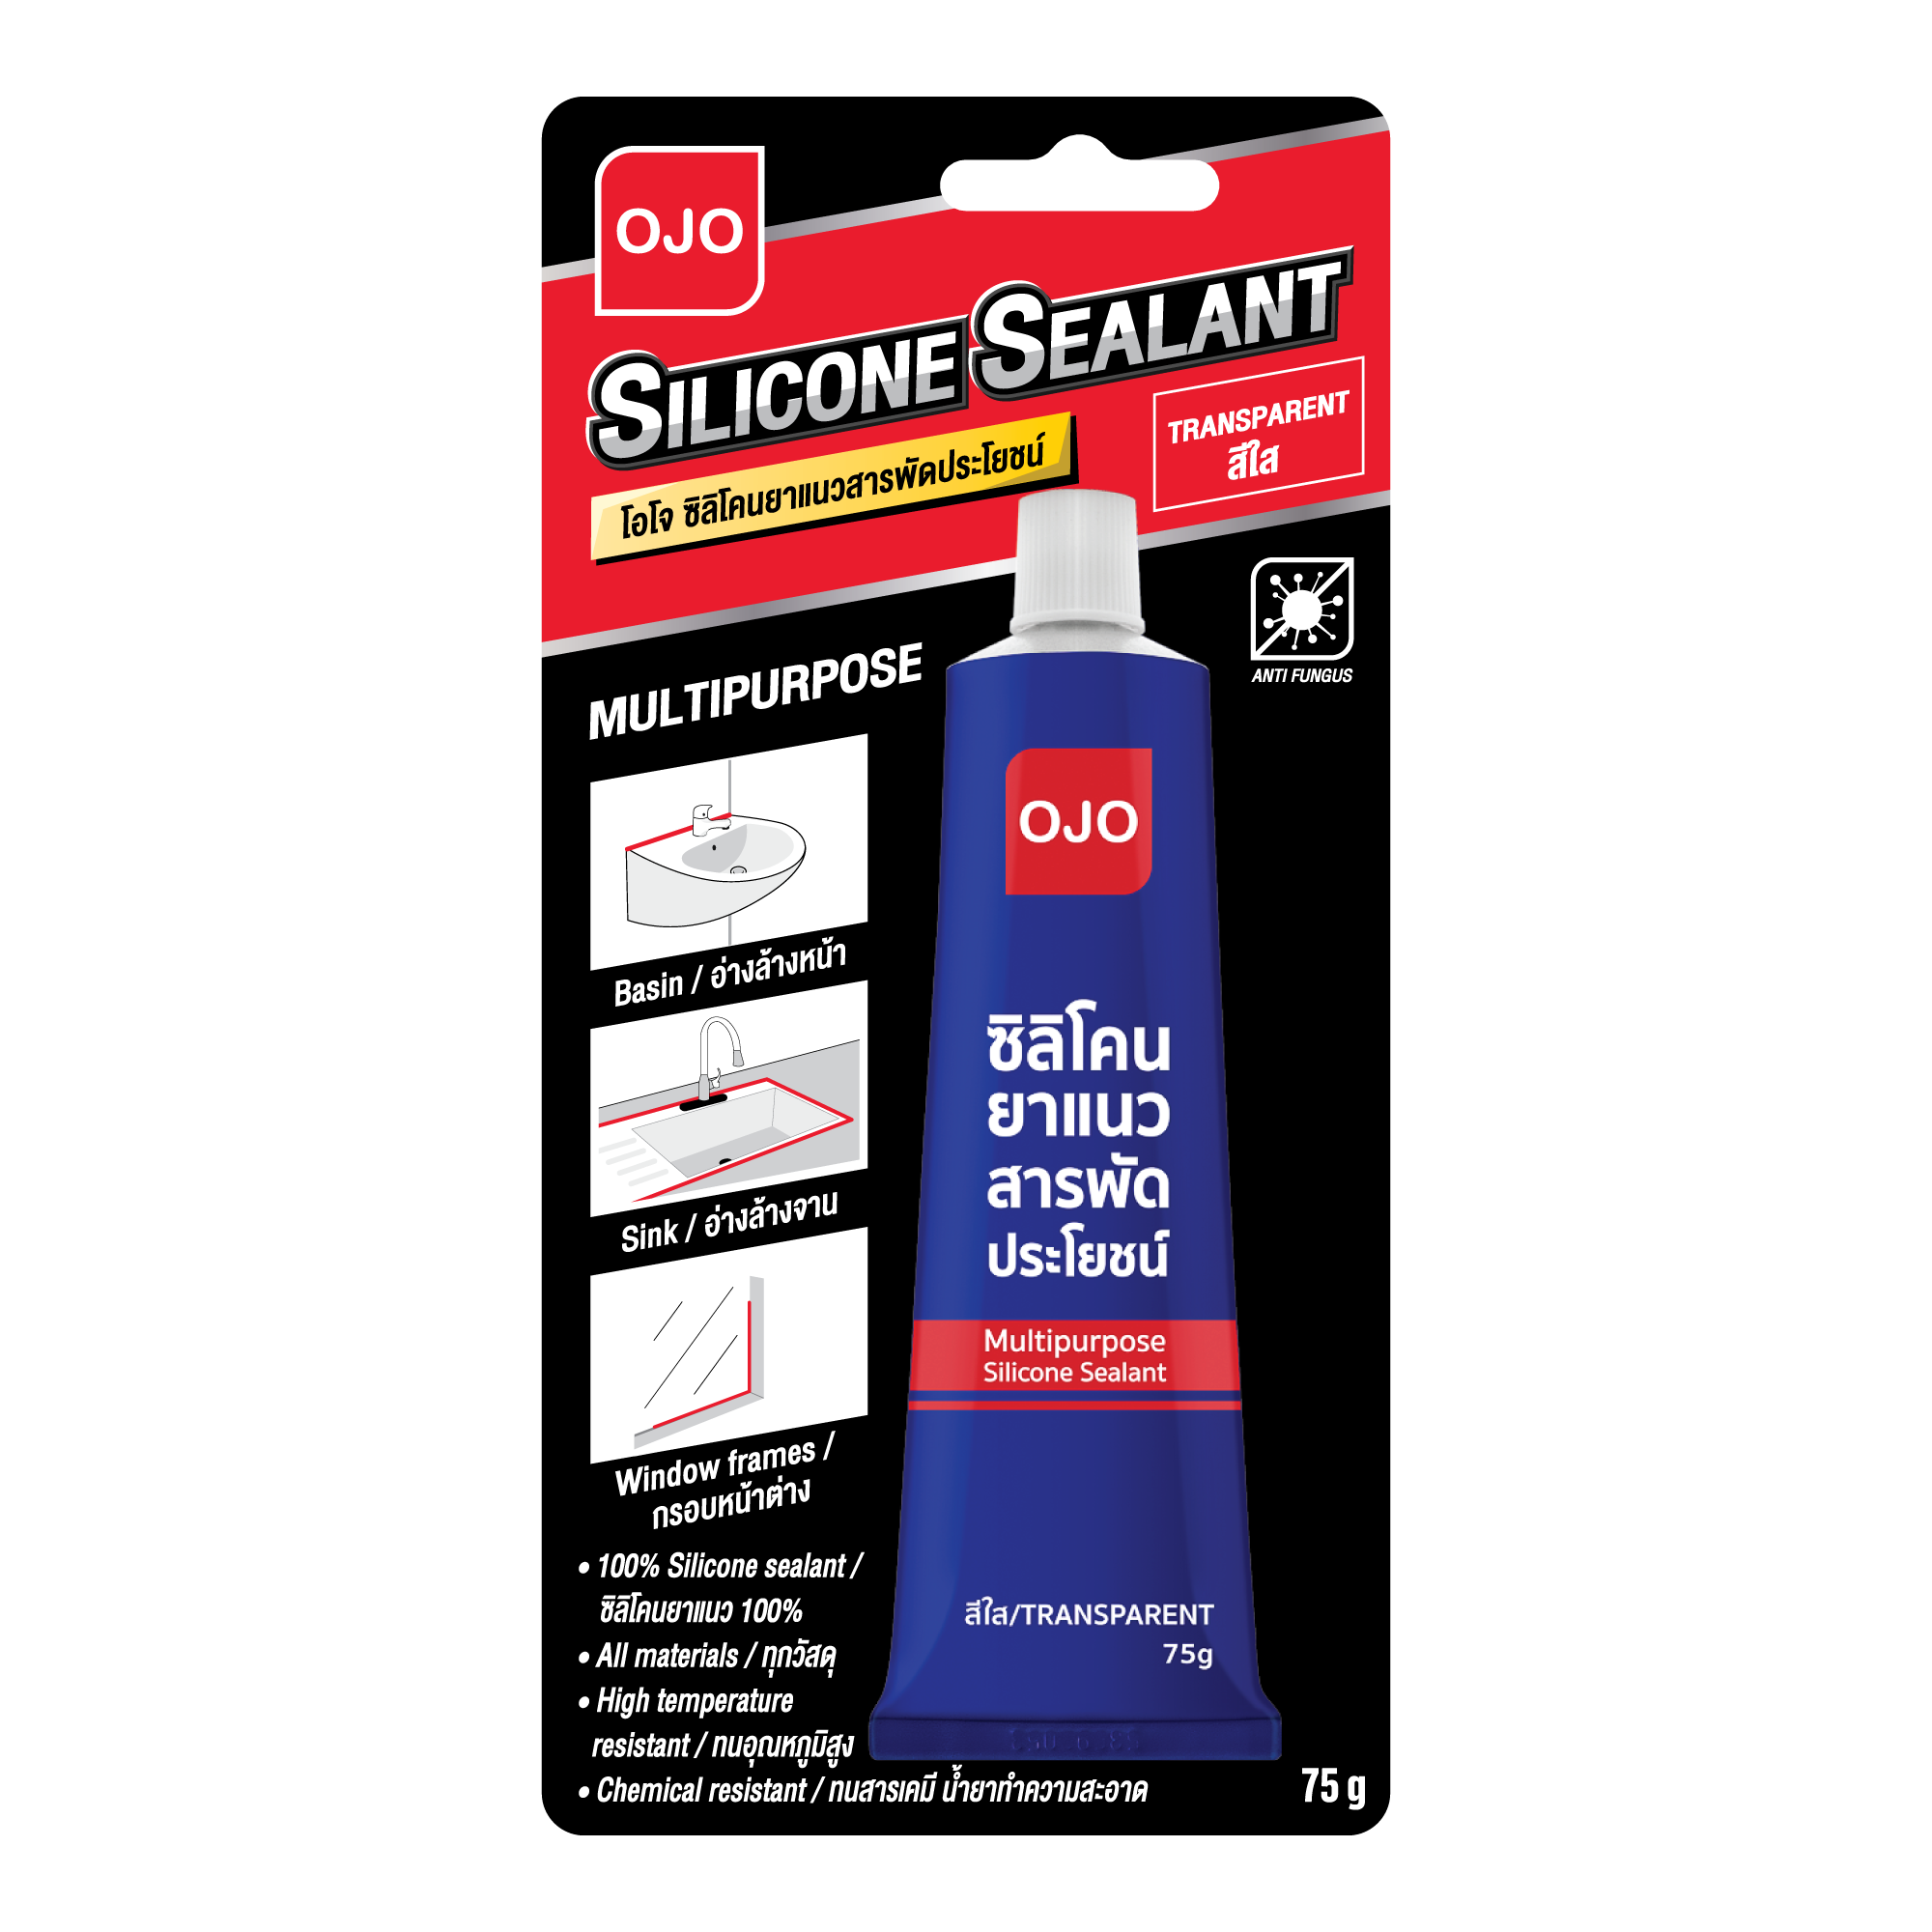 OJO
SILICONE SEALANT
โอโจ ซิลิโคนยาแนวสารพัดประโยชน์
TRANSPARENT
สีใส
ANTI FUNGUS
MULTIPURPOSE
Basin / อ่างล้างหน้า
Sink / อ่างล้างจาน
Window frames /
กรอบหน้าต่าง
• 100% Silicone sealant /
ซิลิโคนยาแนว 100%
• All materials / ทุกวัสดุ
• High temperature
resistant / ทนอุณหภูมิสูง
• Chemical resistant / ทนสารเคมี น้ำยาทำความสะอาด
OJO
ซิลิโคน
ยาแนว
สารพัด
ประโยชน์
Multipurpose
Silicone Sealant
สีใส/TRANSPARENT
75g
75 g